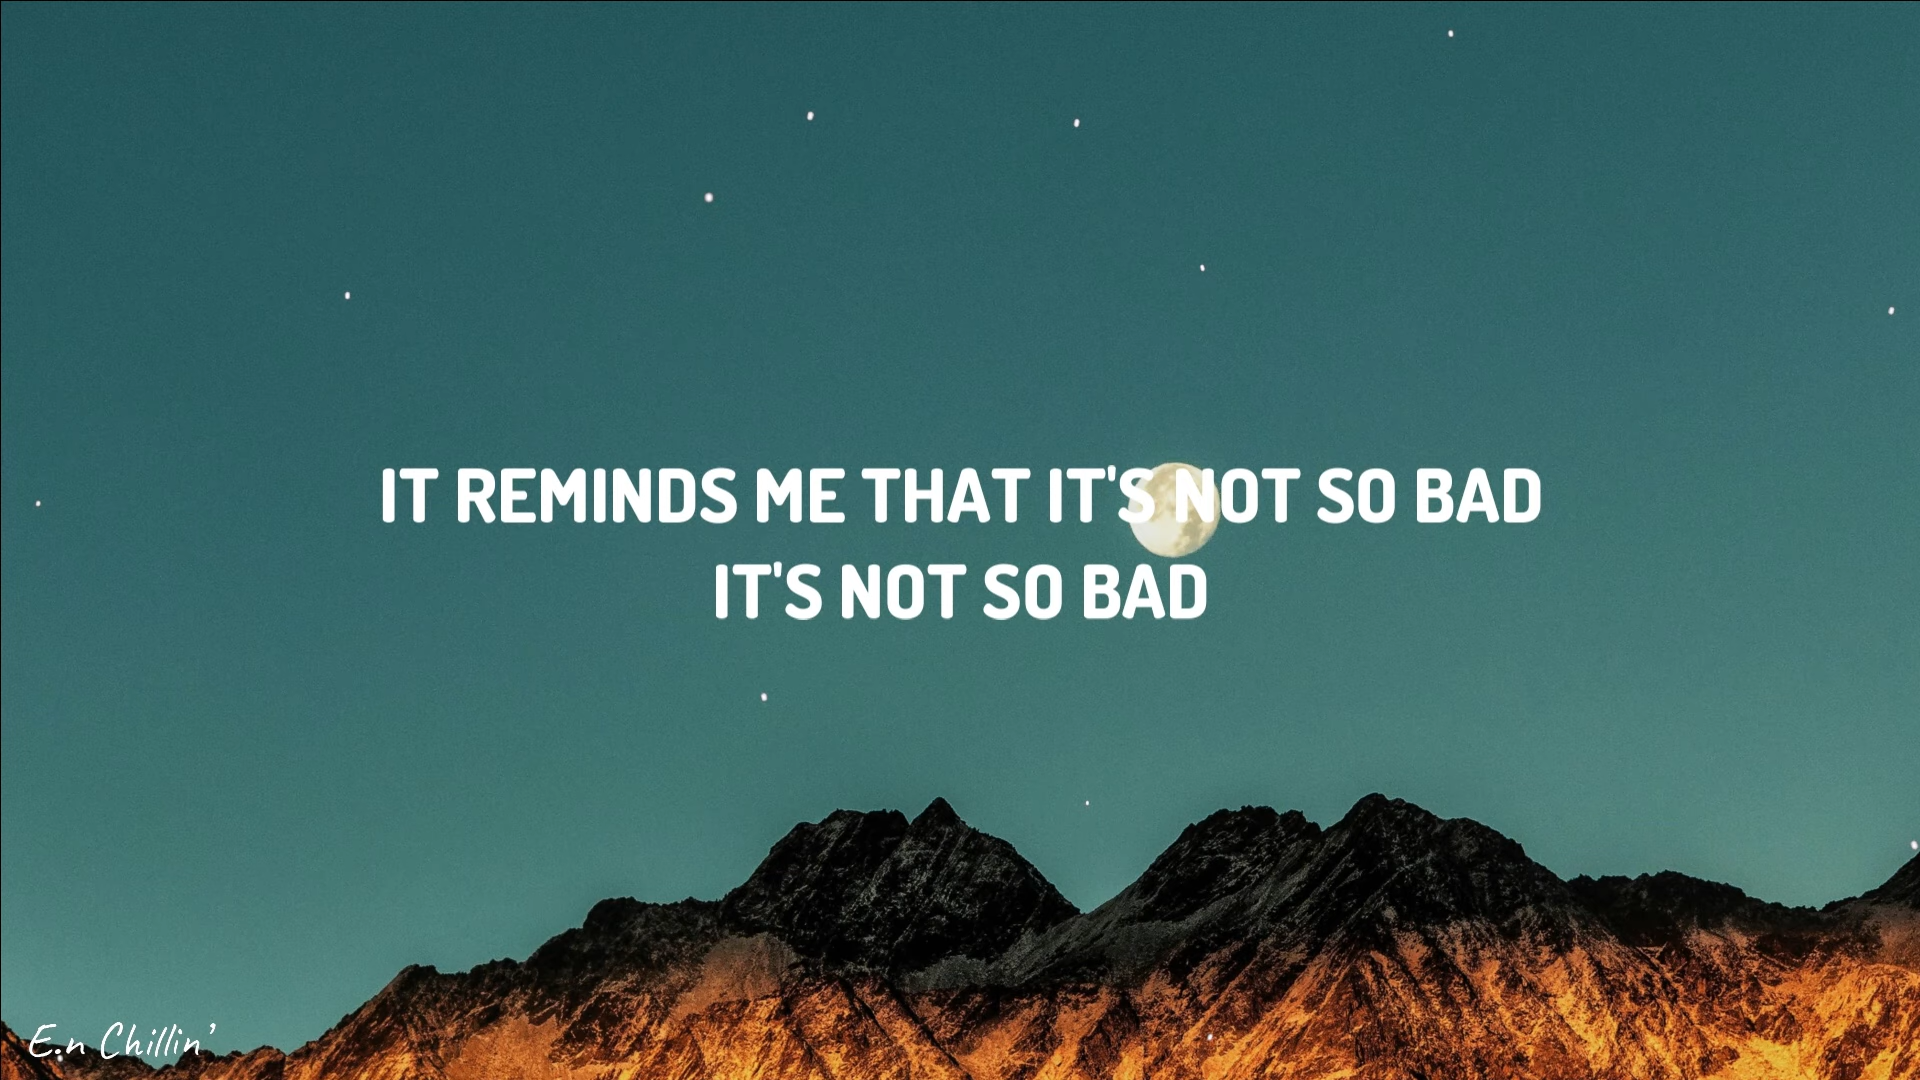 IT REMINDS ME THAT IT'S NOT SO BAD
IT'S NOT SO BAD
E.n Chillin'